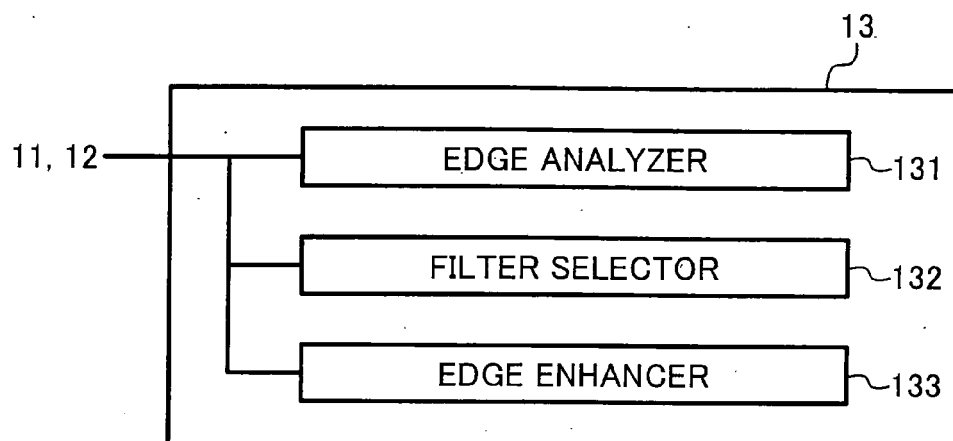 13
11, 12
EDGE ANALYZER
131
FILTER SELECTOR
132
EDGE ENHANCER
133